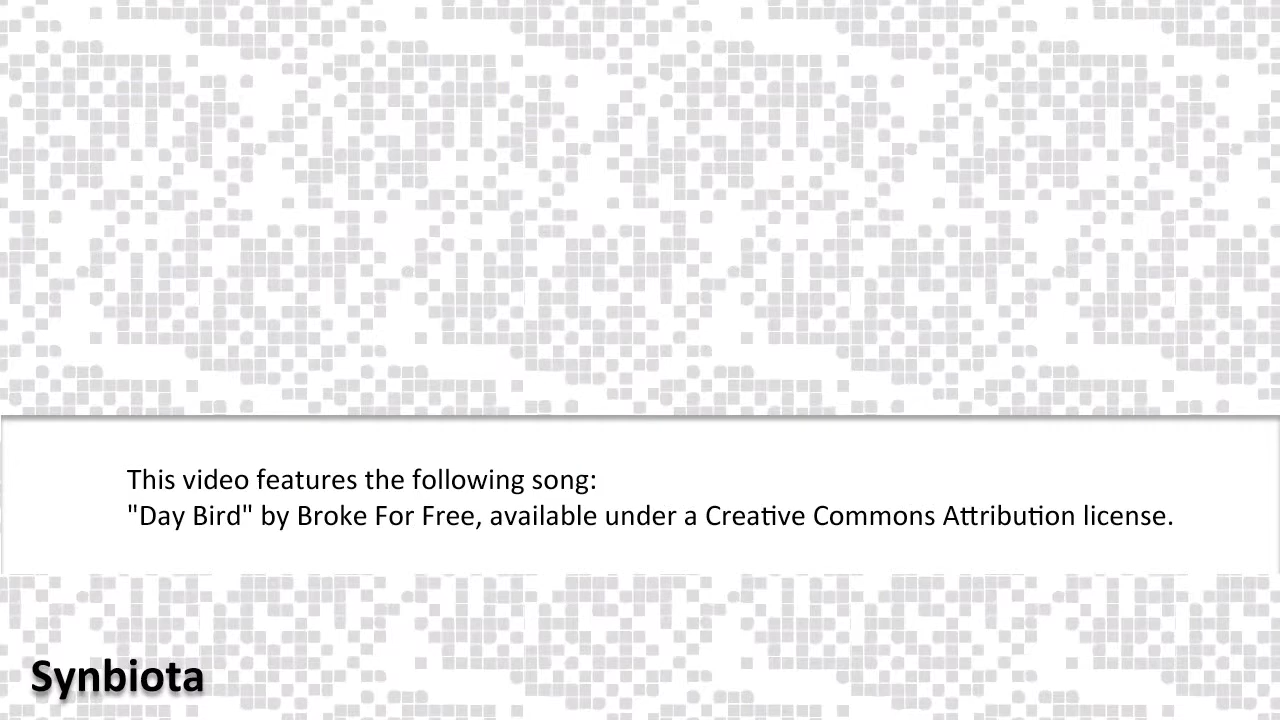 This video features the following song:
"Day Bird" by Broke For Free, available under a Creative Commons Attribution license.
Synbiota